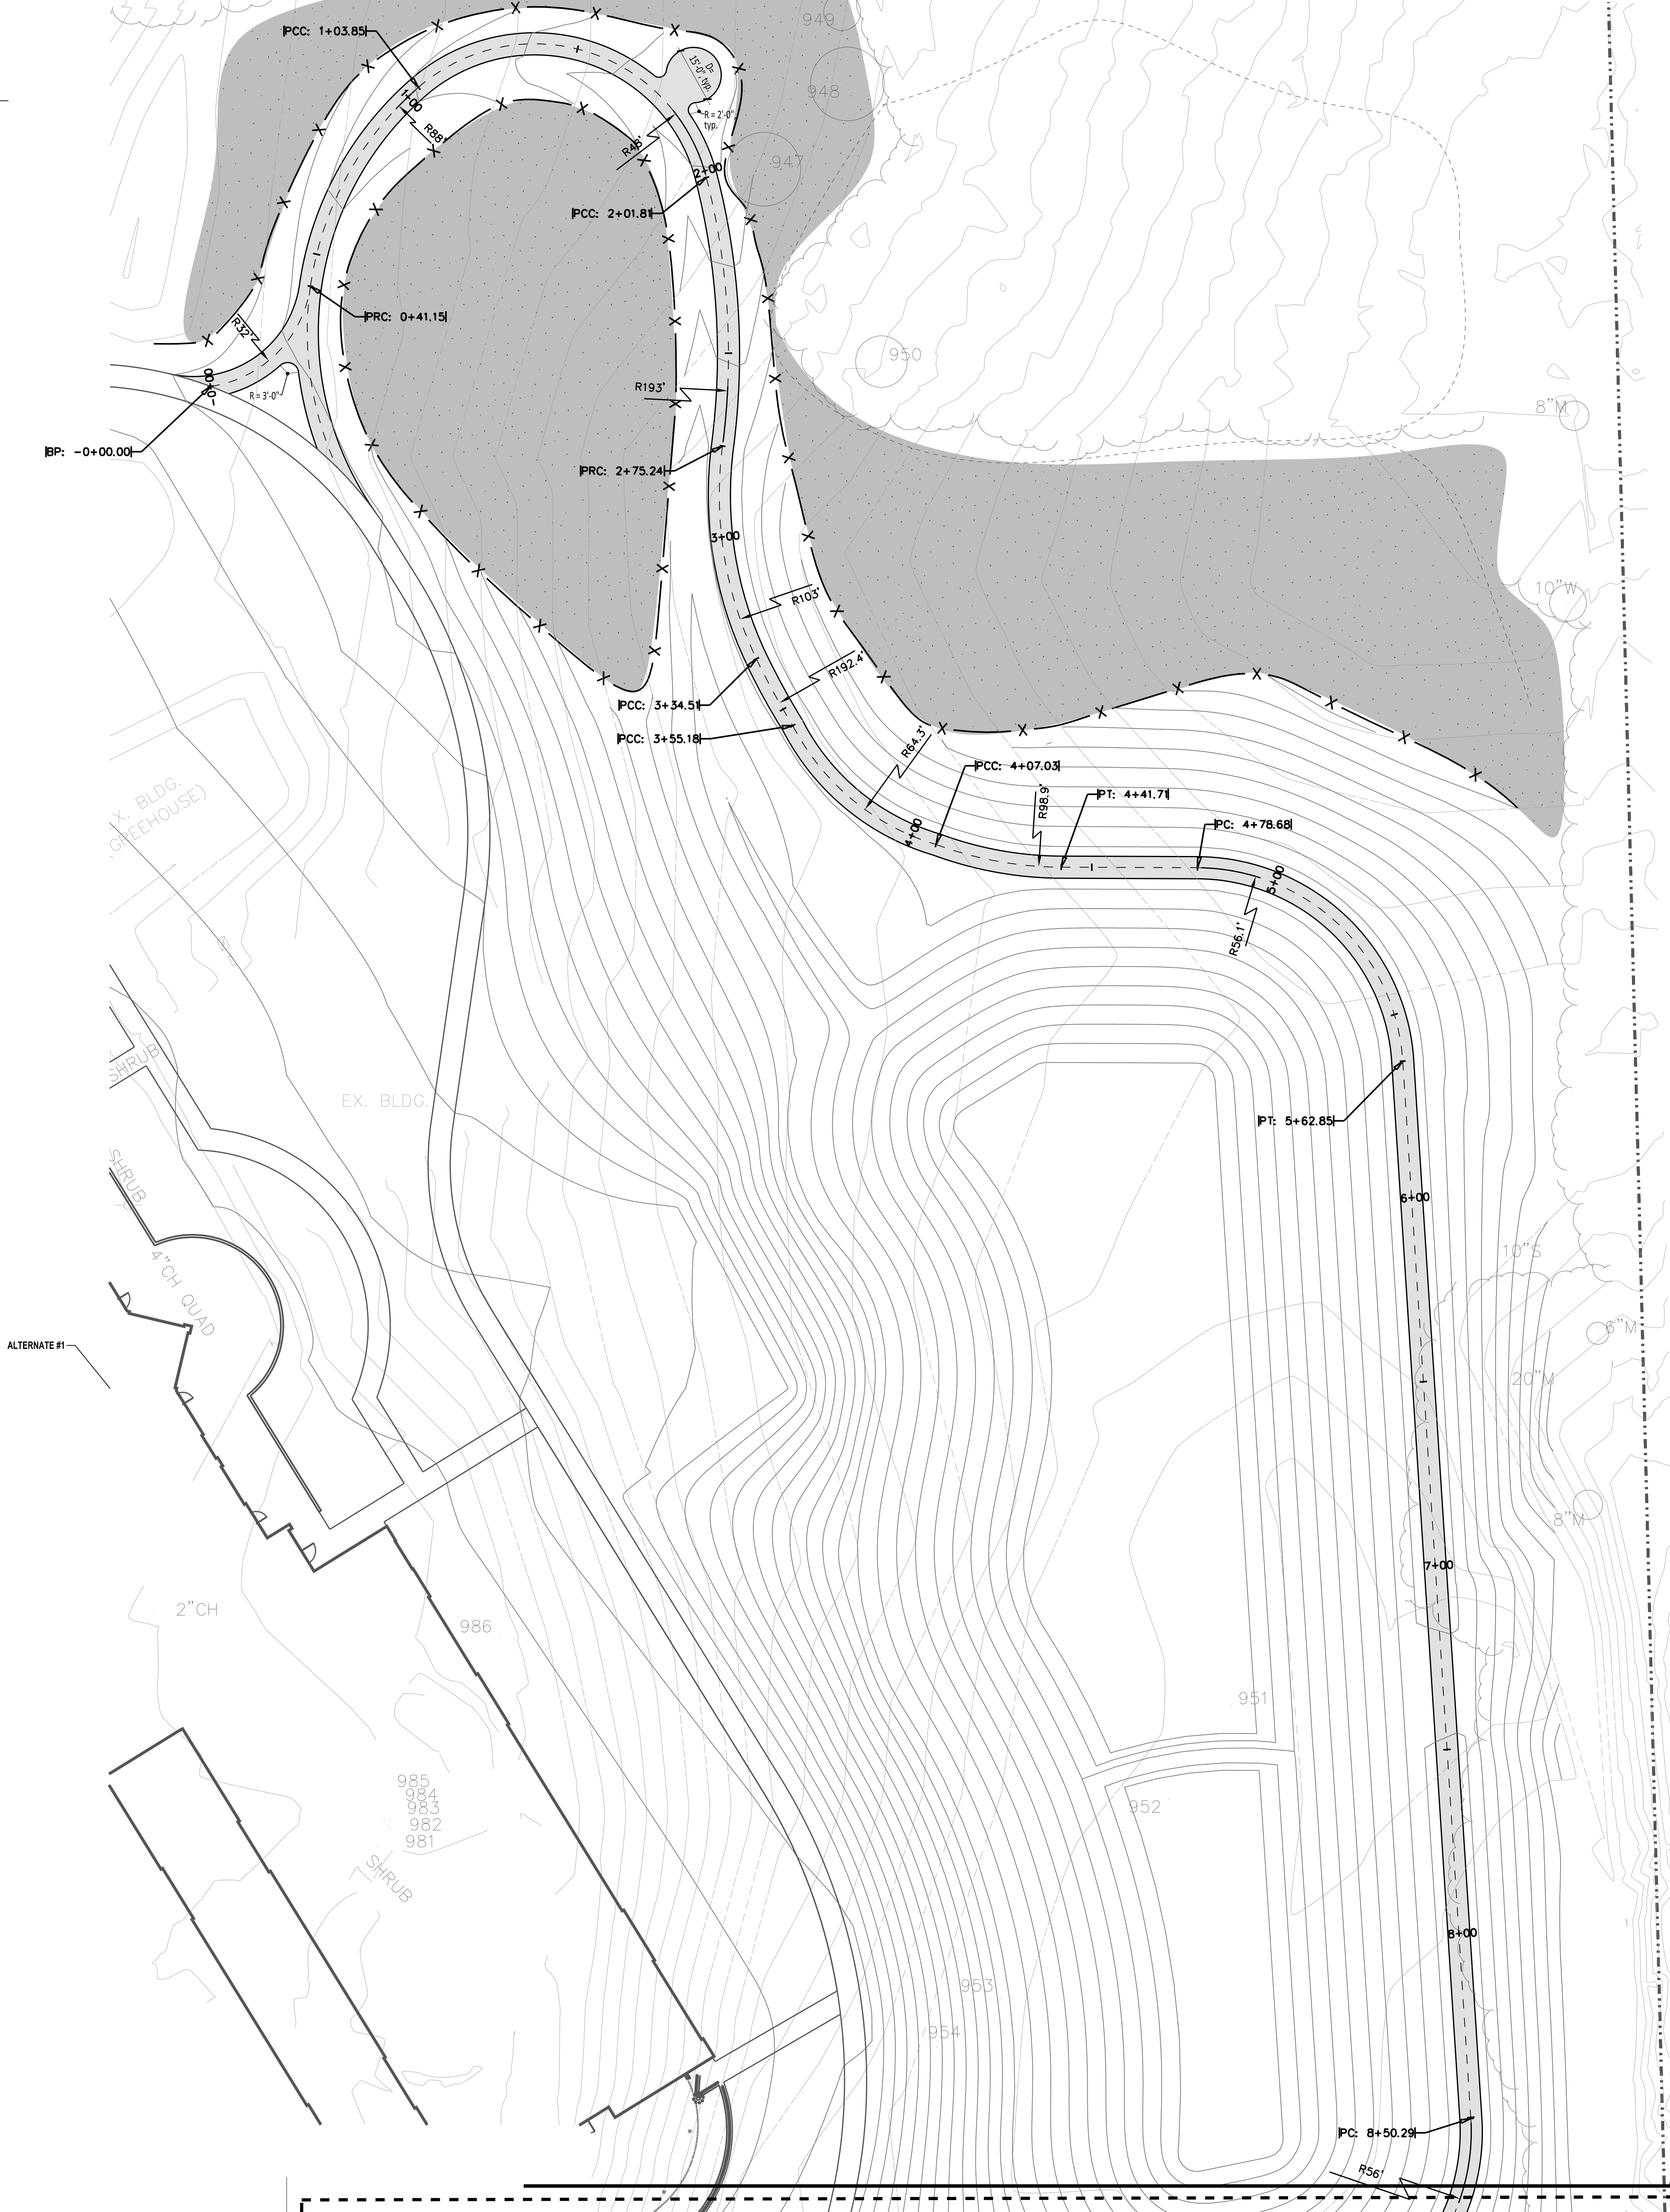 949
|PCC: 1+03.85|
D=
15'-0"
typ.
948
1+00
R = 2'-0"
typ.
R88'
R48'
947
2+00
|PCC: 2+01.81|
|PRC: 0+41.15|
R32'
950
-0+00
R193'
R = 3'-0"
8"M
|BP: -0+00.00|
|PRC: 2+75.24|
3+00
10"W
R103'
R192.4'
|PCC: 3+34.51|
|PCC: 3+55.18|
R64.3'
|PCC: 4+07.03|
|PT: 4+41.71|
R98.9'
|PC: 4+78.68|
4+00
EX. BLDG.
(GREEHOUSE)
5+00
R56.1'
SHRUB
EX. BLDG.
|PT: 5+62.85|
SHRUB
6+00
4"CH QUAD
10"S
6"M
ALTERNATE #1
20"M
8"M
7+00
2"CH
986
951
985
984
983
982
981
952
SHRUB
8+00
953
954
|PC: 8+50.29|
R56'